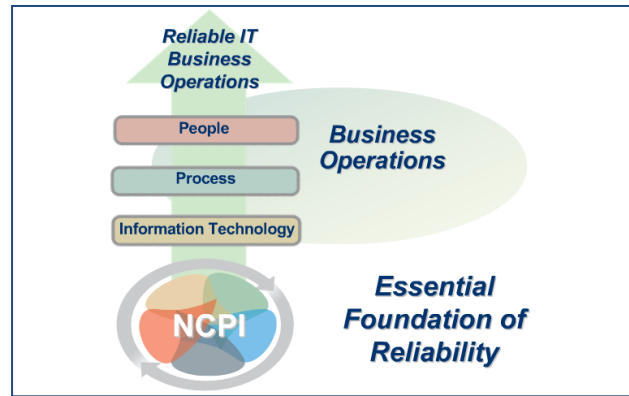 Reliable IT
Business
Operations
People
Business
Operations
Process
Information Technology
NCPI
Essential
Foundation of
Reliability